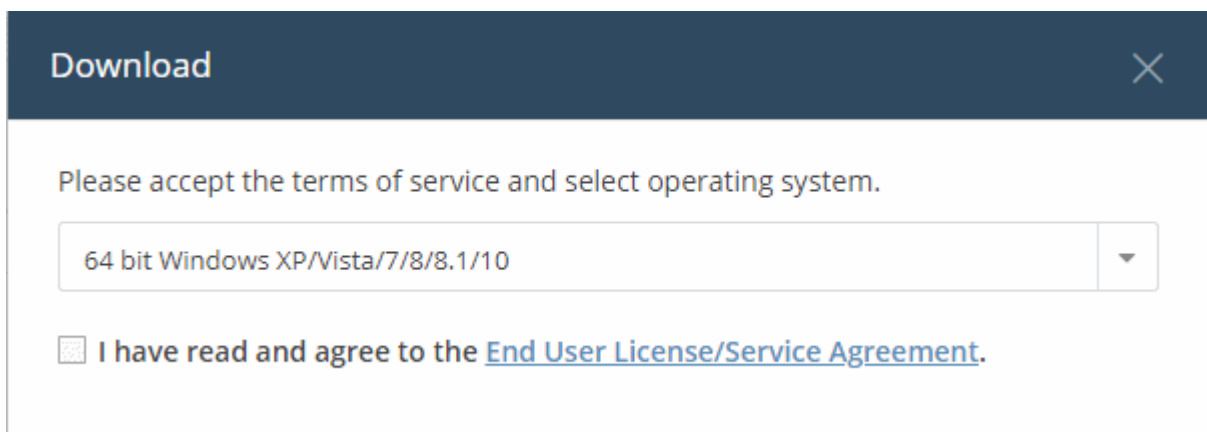 Download
Please accept the terms of service and select operating system.
64 bit Windows XP/Vista/7/8/8.1/10
I have read and agree to the End User License/Service Agreement.